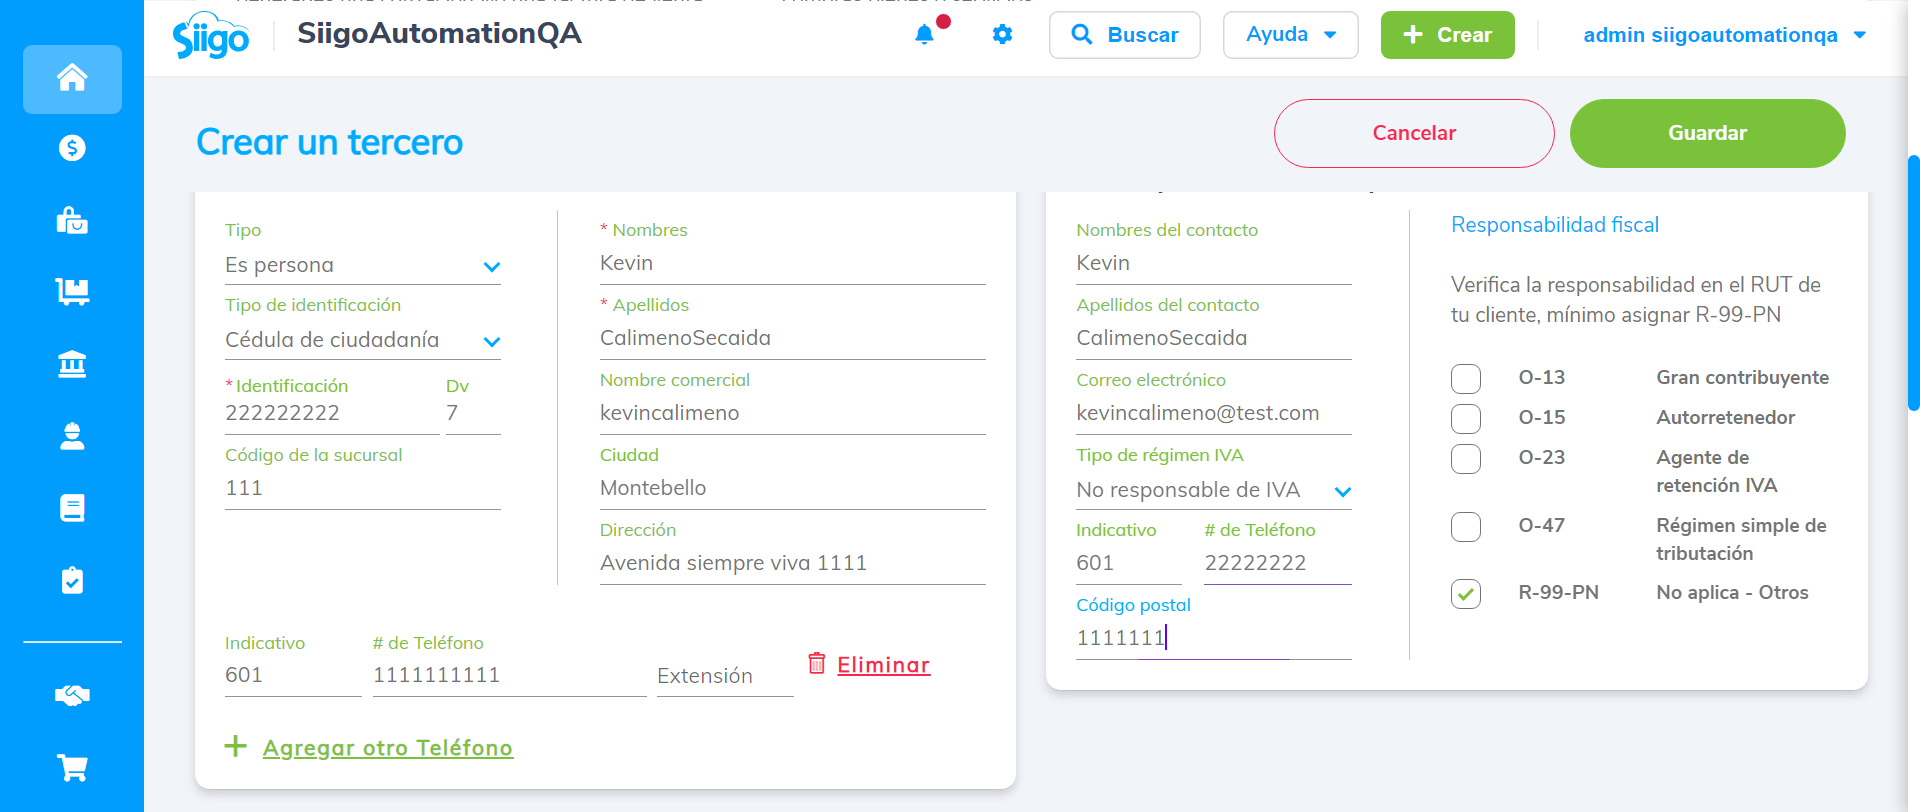 Siigo
SiigoAutomationQA
Buscar
Ayuda
Crear
admin siigoautomationqa
Crear un tercero
Cancelar
Guardar
Tipo
Es persona
Tipo de identificación
Cédula de ciudadanía
* Identificación
Dv
222222222
7
Código de la sucursal
111
* Nombres
Kevin
* Apellidos
CalimenoSecaida
Nombre comercial
kevincalimeno
Ciudad
Montebello
Dirección
Avenida siempre viva 1111
Indicativo
# de Teléfono
601
1111111111
Extensión
Eliminar
Agregar otro Teléfono
Nombres del contacto
Kevin
Apellidos del contacto
CalimenoSecaida
Correo electrónico
kevincalimeno@test.com
Tipo de régimen IVA
No responsable de IVA
Indicativo
# de Teléfono
601
22222222
Código postal
1111111
Responsabilidad fiscal
Verifica la responsabilidad en el RUT de
tu cliente, mínimo asignar R-99-PN
O-13 Gran contribuyente
O-15 Autorretenedor
O-23 Agente de
retención IVA
O-47 Régimen simple de
tributación
R-99-PN No aplica - Otros